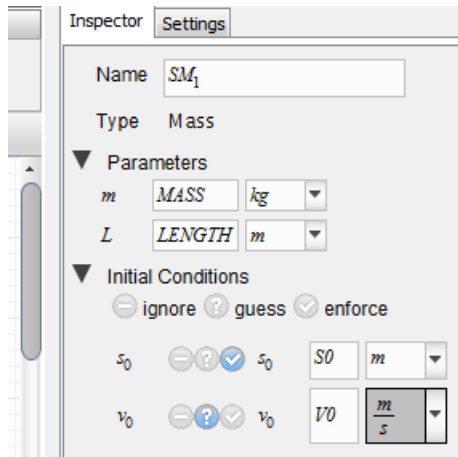 Inspector Settings
Name SM₁
Type Mass
Parameters
m MASS kg
L LENGTH m
Initial Conditions
ignore ? guess enforce
s₀ ? s₀ S0 m
v₀ ? v₀ V0 m/s